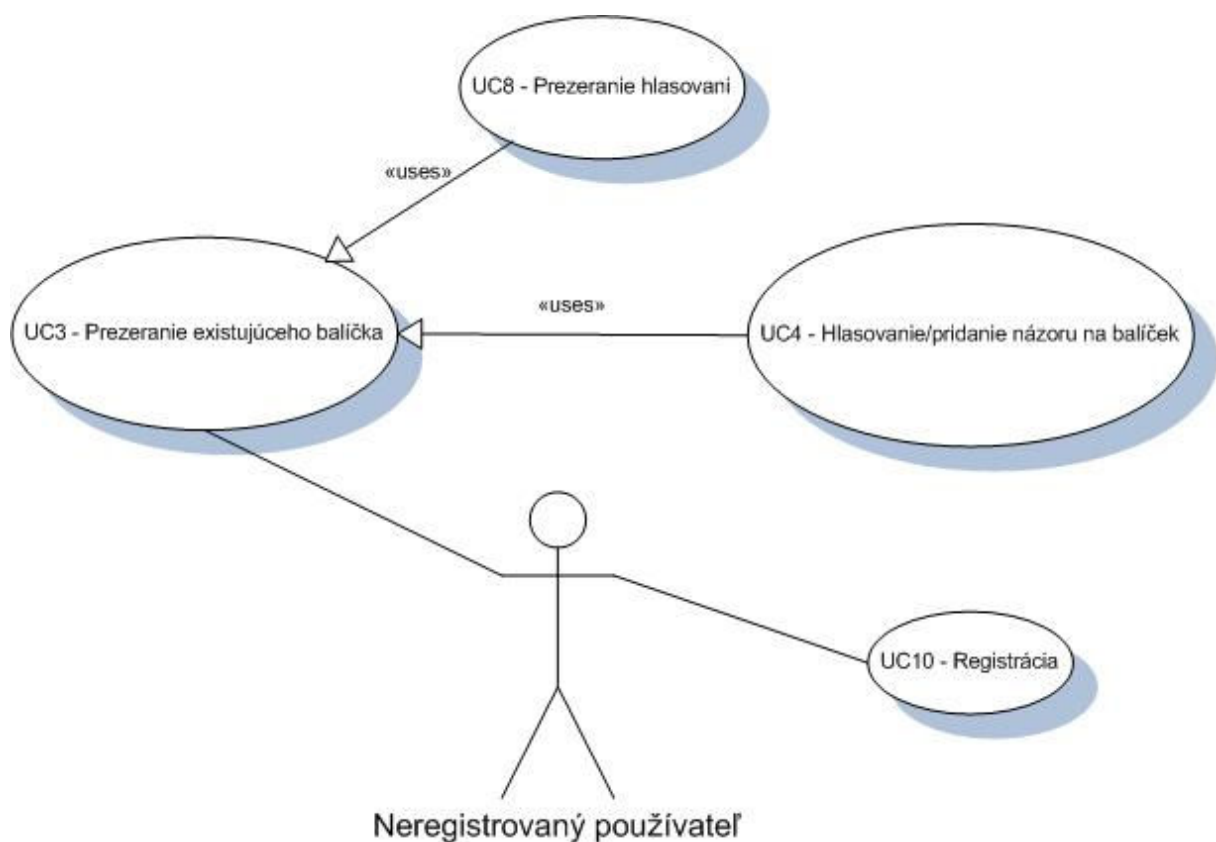 UC8 - Prezeranie hlasovaní
«uses»
«uses»
UC3 - Prezeranie existujúceho balíčka
UC4 - Hlasovanie/pridanie názoru na balíček
UC10 - Registrácia
Neregistrovaný používateľ